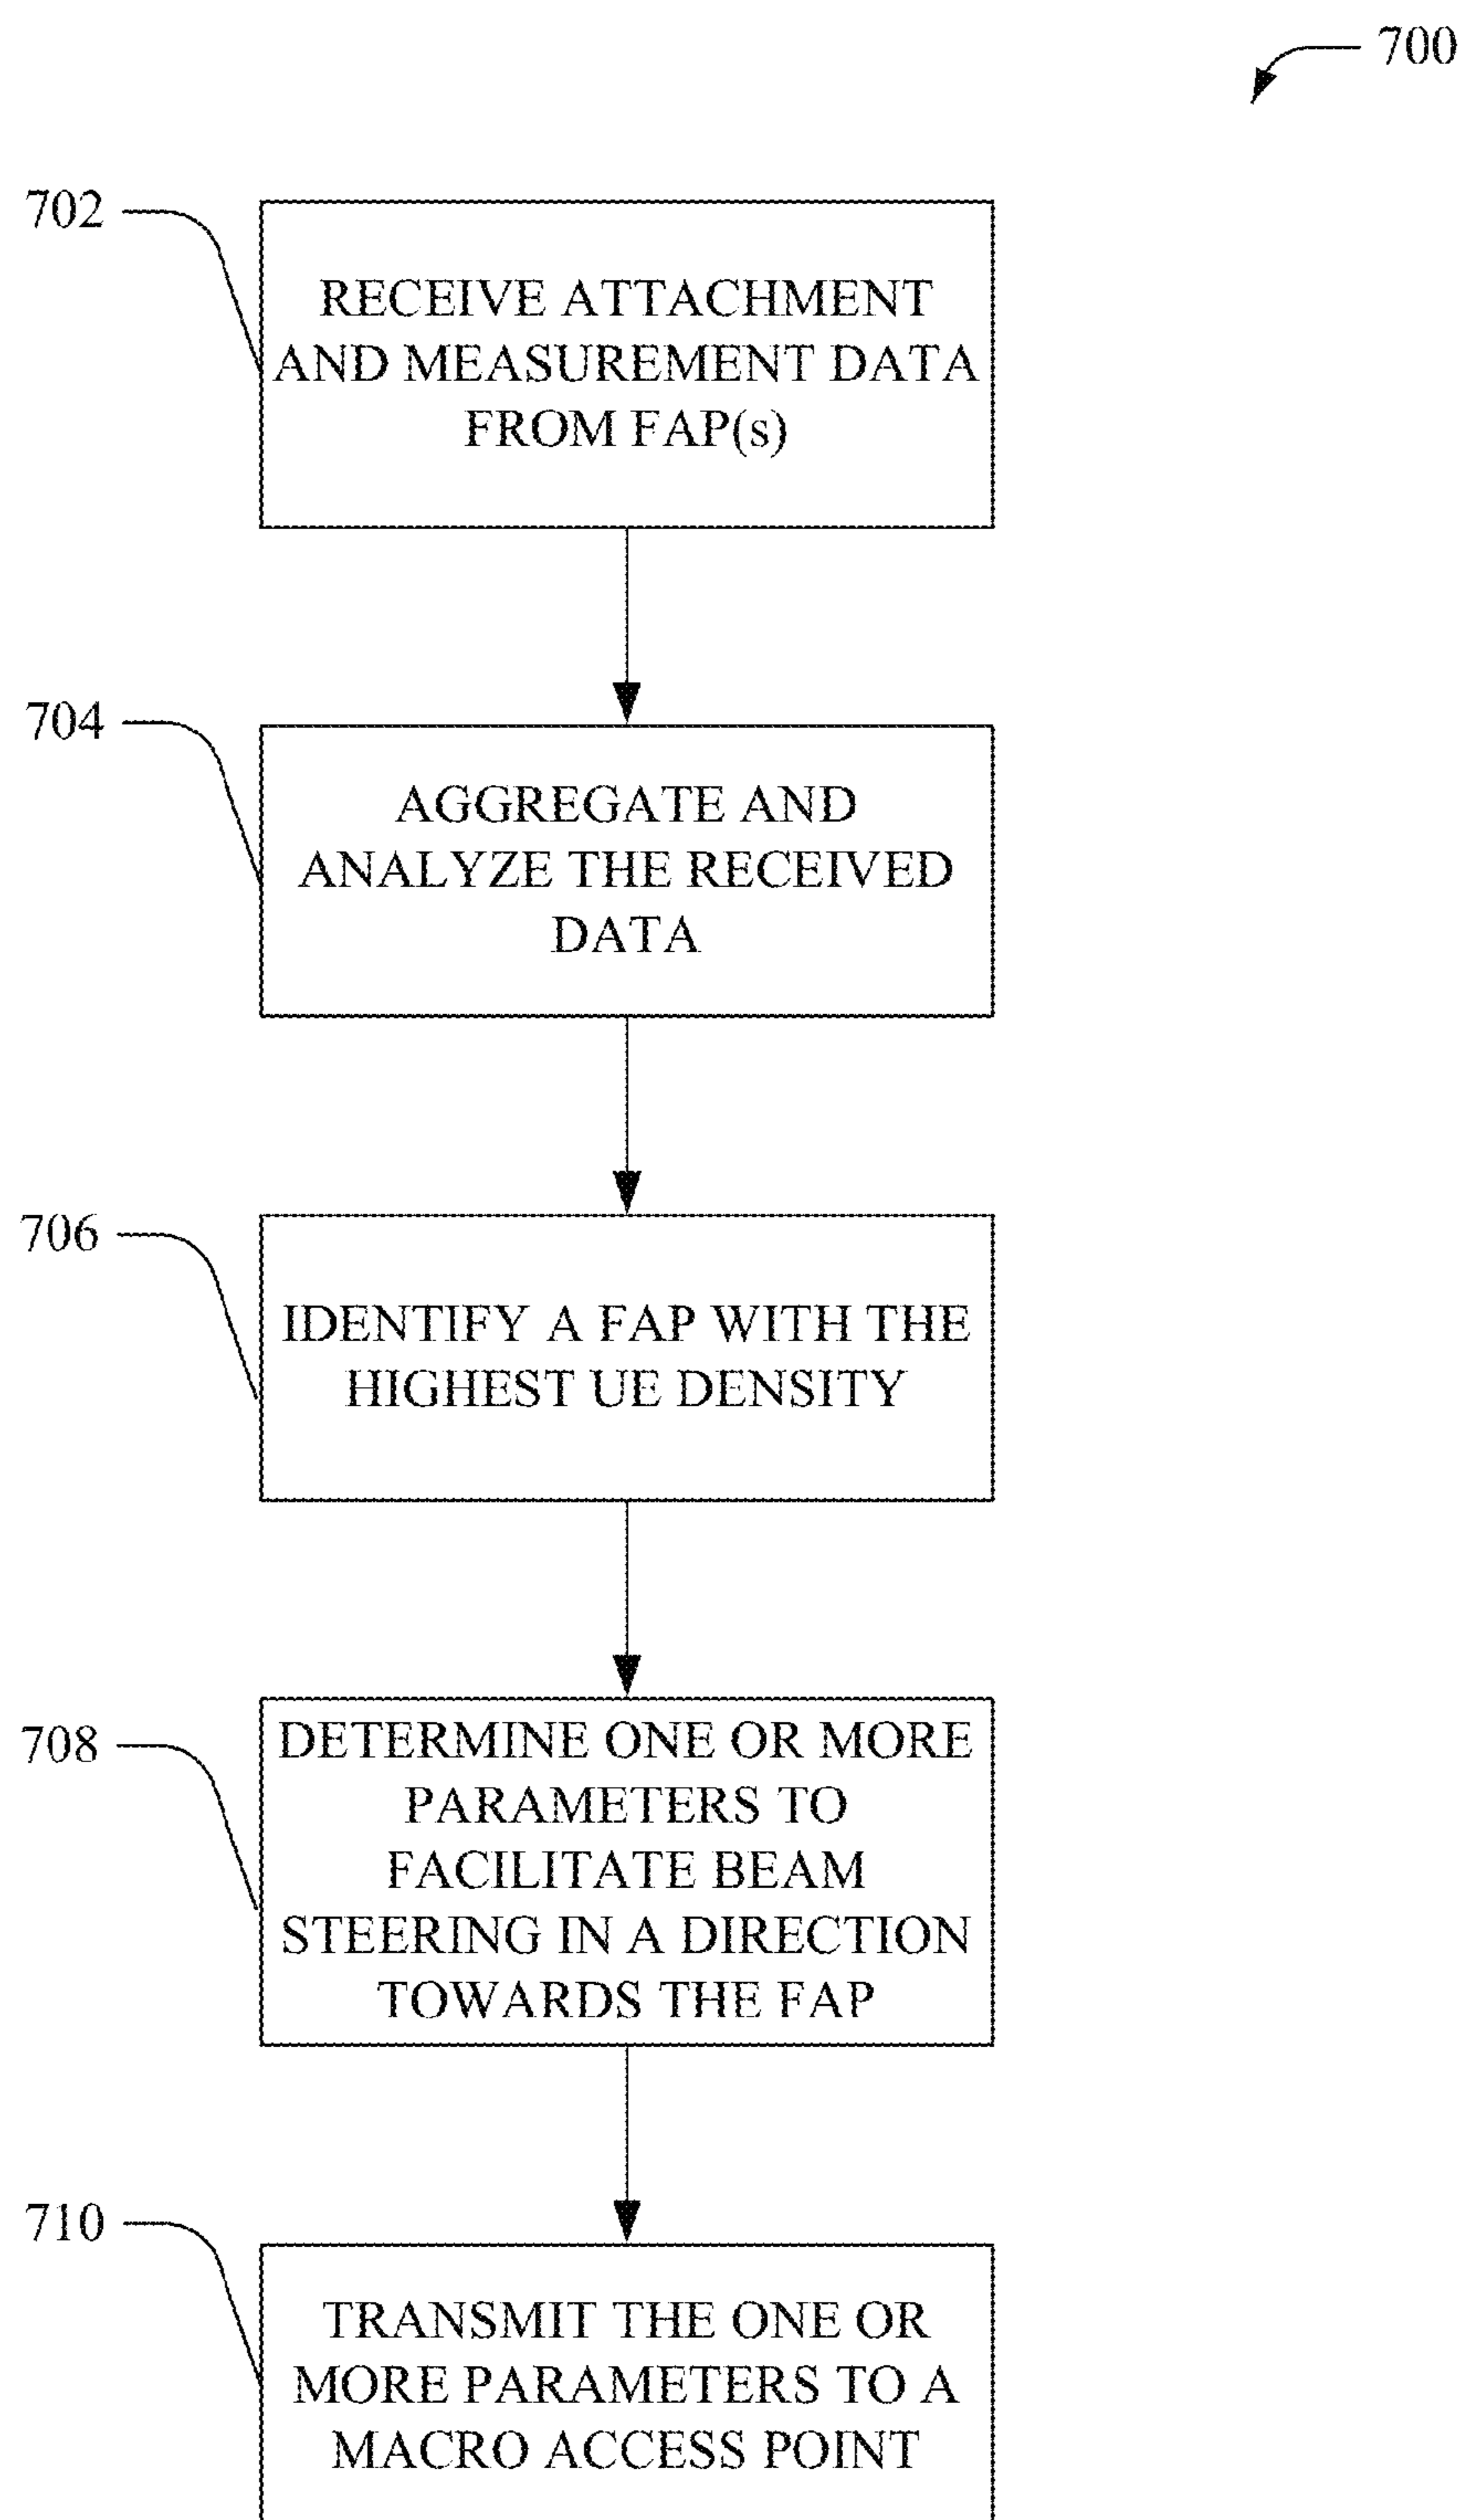 700
702
RECEIVE ATTACHMENT
AND MEASUREMENT DATA
FROM FAP(s)
704
AGGREGATE AND
ANALYZE THE RECEIVED
DATA
706
IDENTIFY A FAP WITH THE
HIGHEST UE DENSITY
708
DETERMINE ONE OR MORE
PARAMETERS TO
FACILITATE BEAM
STEERING IN A DIRECTION
TOWARDS THE FAP
710
TRANSMIT THE ONE OR
MORE PARAMETERS TO A
MACRO ACCESS POINT